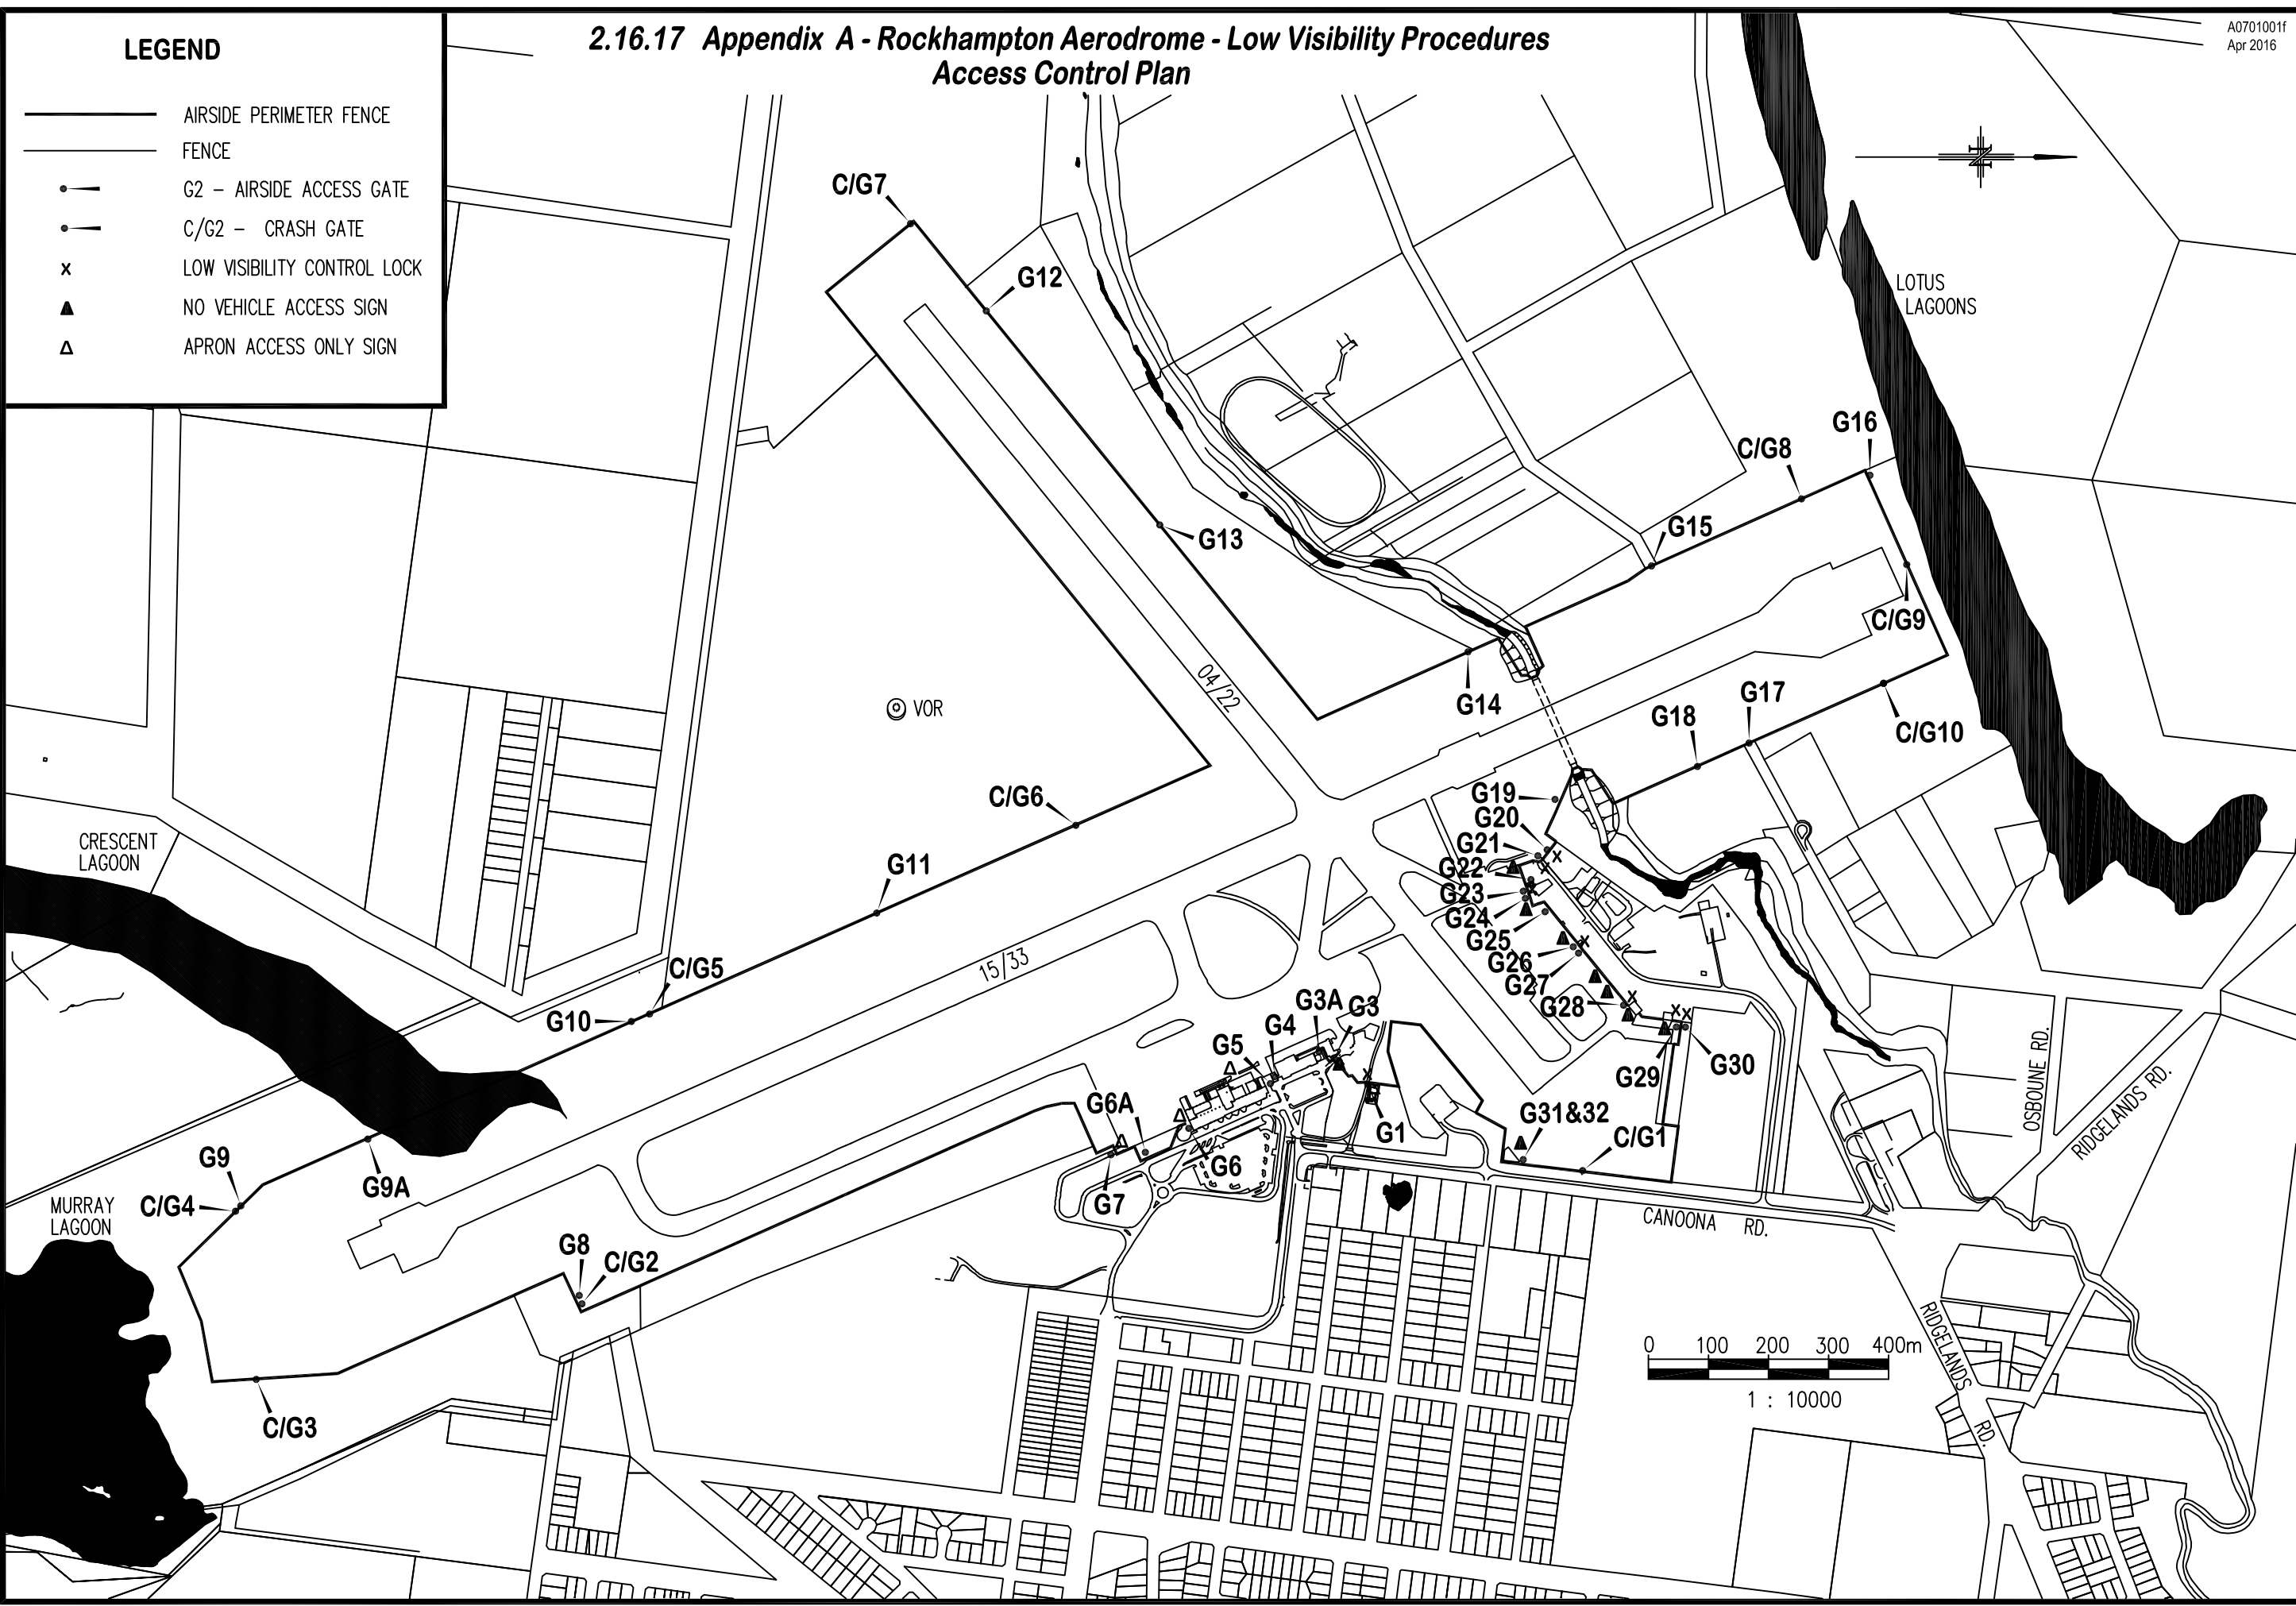 2.16.17 Appendix A - Rockhampton Aerodrome - Low Visibility Procedures
Access Control Plan
A0701001f
Apr 2016
LEGEND
AIRSIDE PERIMETER FENCE
FENCE
G2 – AIRSIDE ACCESS GATE
C/G2 – CRASH GATE
x LOW VISIBILITY CONTROL LOCK
NO VEHICLE ACCESS SIGN
APRON ACCESS ONLY SIGN
N
C/G7
G12
LOTUS
LAGOONS
G16
C/G8
G15
G13
C/G9
04/22
G14
G17
G18
C/G10
VOR
G19
C/G6
G20
G21
G22
G23
G24
G25
G26
G27
G28
CRESCENT
LAGOON
G11
15/33
C/G5
G10
G3A
G3
G4
G5
G29
G30
OSBOUNE RD.
RIDGELANDS RD.
G6A
G31&32
C/G1
G1
G6
G7
G9
G9A
C/G4
MURRAY
LAGOON
CANOONA RD.
G8
C/G2
RIDGELANDS RD.
0 100 200 300 400m
1 : 10000
C/G3